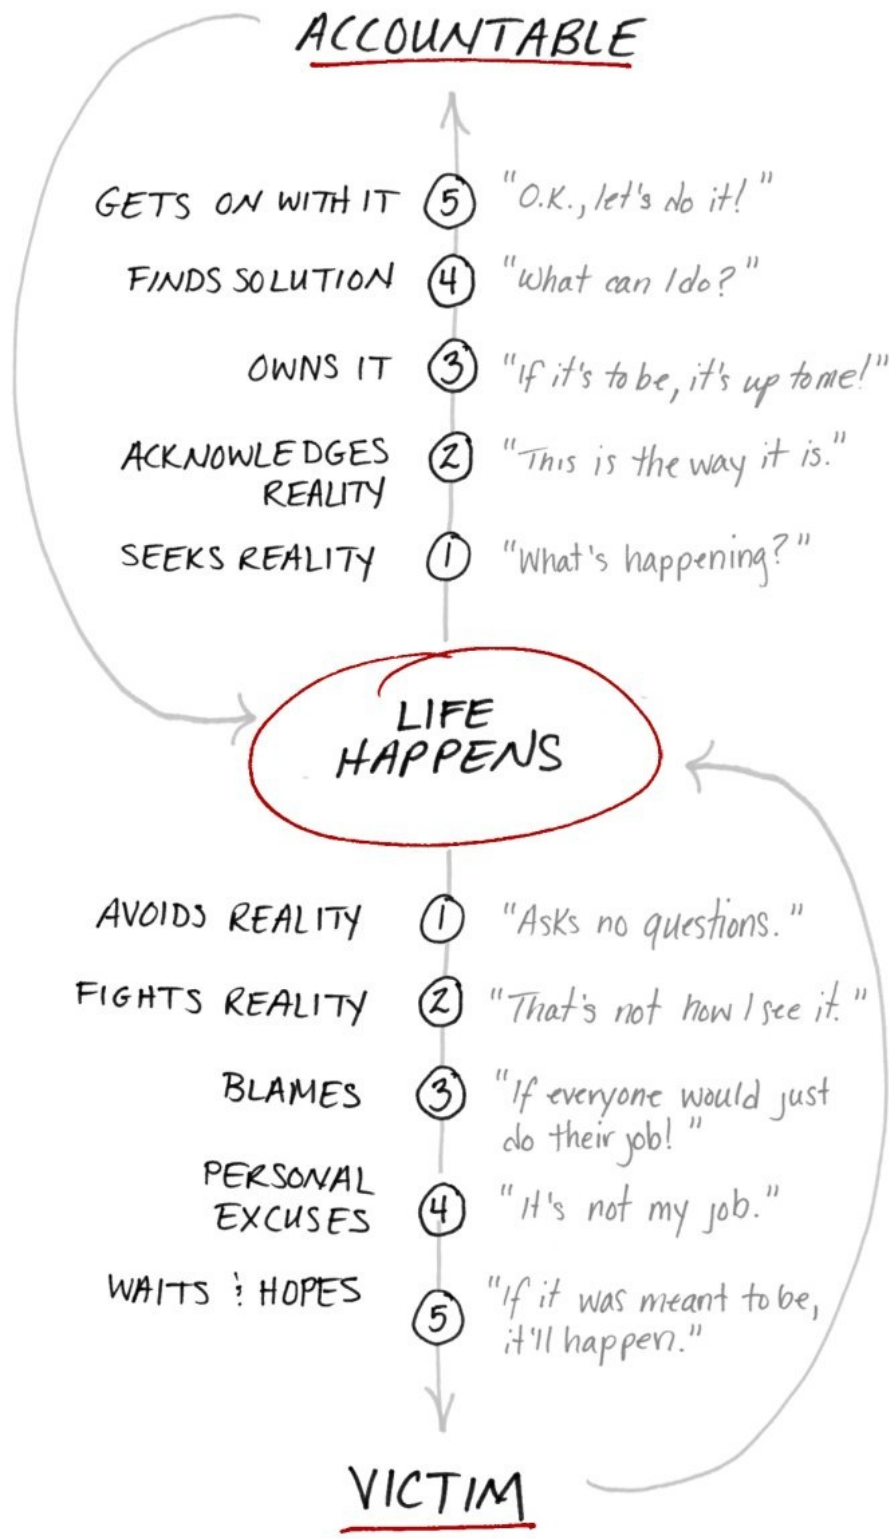 ACCOUNTABLE
GETS ON WITH IT 5 "O.K., let's do it!"
FINDS SOLUTION 4 "What can I do?"
OWNS IT 3 "If it's to be, it's up to me!"
ACKNOWLEDGES 2 "This is the way it is."
REALITY
SEEKS REALITY 1 "What's happening?"
LIFE
HAPPENS
AVOIDS REALITY 1 "Asks no questions."
FIGHTS REALITY 2 "That's not how I see it."
BLAMES 3 "If everyone would just
do their job!"
PERSONAL
EXCUSES 4 "It's not my job."
WAITS & HOPES 5 "If it was meant to be,
it'll happen."
VICTIM